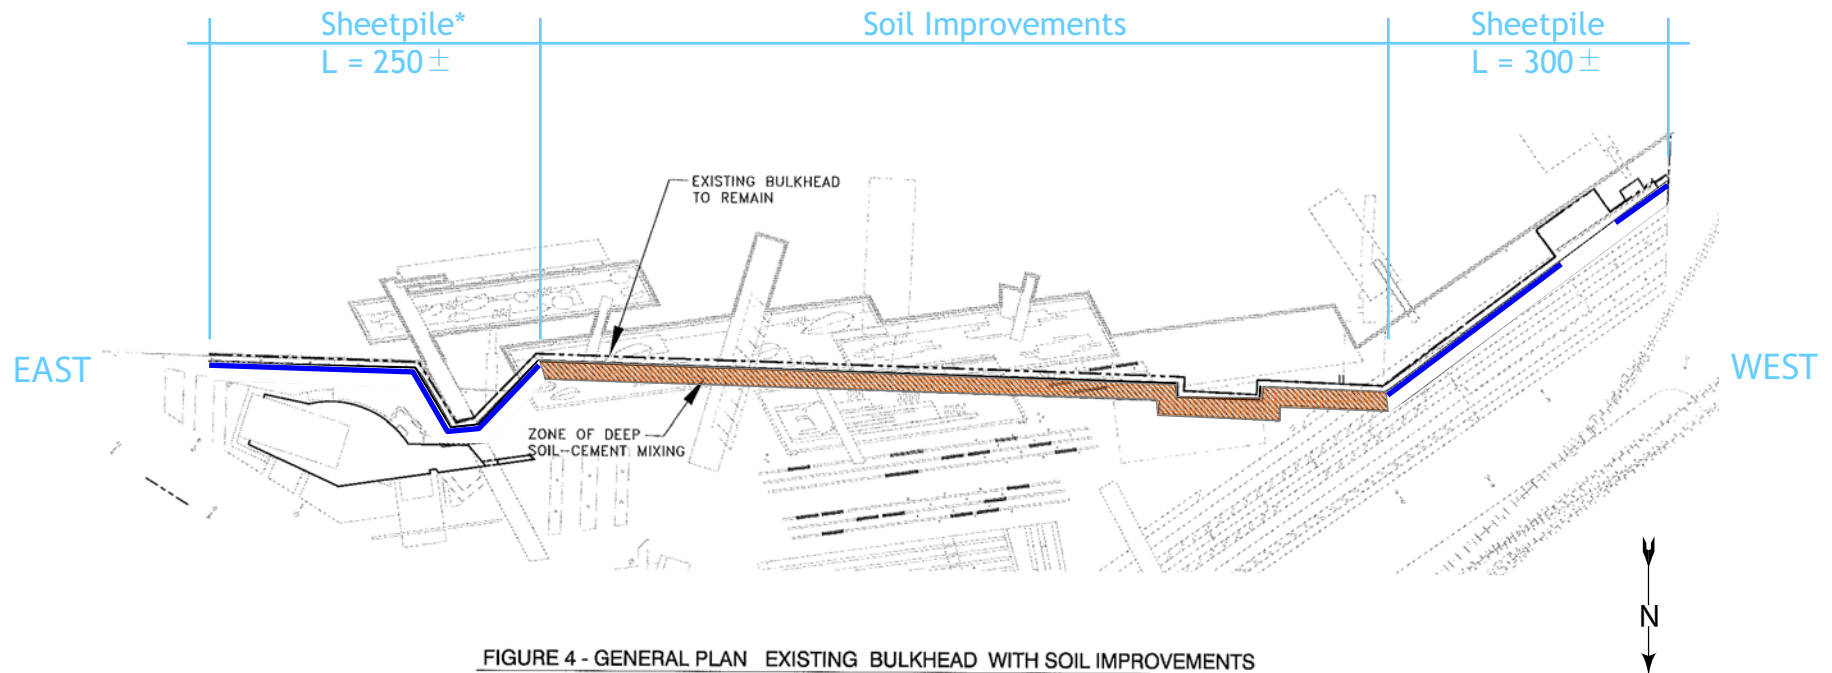 Sheetpile*
L = 250 ±
Soil Improvements
Sheetpile
L = 300 ±
EXISTING BULKHEAD
TO REMAIN
EAST
WEST
ZONE OF DEEP
SOIL-CEMENT MIXING
N
FIGURE 4 - GENERAL PLAN EXISTING BULKHEAD WITH SOIL IMPROVEMENTS